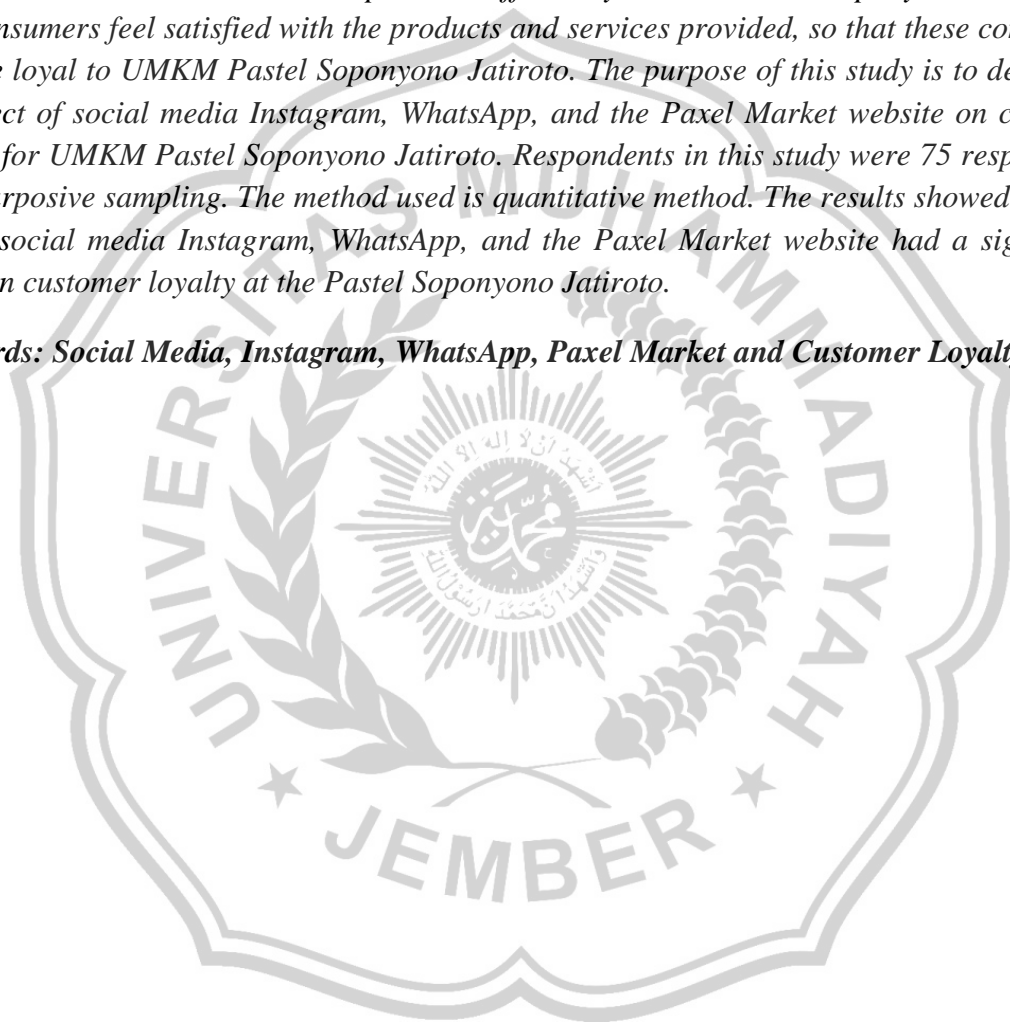 nsumers feel satisfied with the products and services provided, so that these co
e loyal to UMKM Pastel Soponyono Jatiroto. The purpose of this study is to de
ect of social media Instagram, WhatsApp, and the Paxel Market website on c
for UMKM Pastel Soponyono Jatiroto. Respondents in this study were 75 resp
urposive sampling. The method used is quantitative method. The results showed
social media Instagram, WhatsApp, and the Paxel Market website had a sig
n customer loyalty at the Pastel Soponyono Jatiroto.
rds: Social Media, Instagram, WhatsApp, Paxel Market and Customer Loyalty
UNIVERSITAS MUHAMMADIYAH
JEMBER